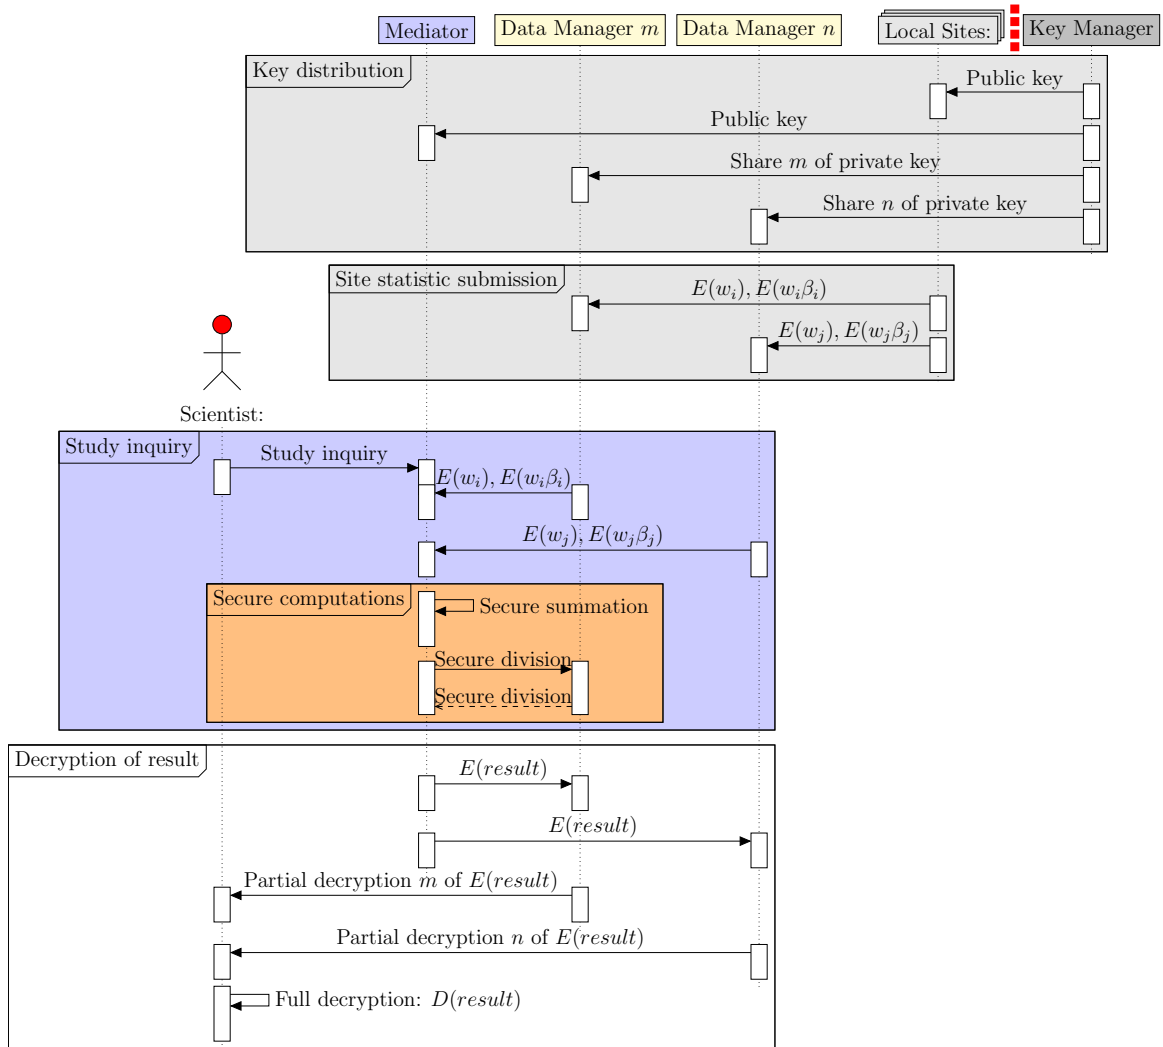 Mediator
Data Manager m
Data Manager n
Local Sites:
Key Manager
Key distribution
Public key
Public key
Share m of private key
Share n of private key
Site statistic submission
E(w_i), E(w_iβ_i)
E(w_j), E(w_jβ_j)
Scientist:
Study inquiry
Study inquiry
E(w_i), E(w_iβ_i)
E(w_j), E(w_jβ_j)
Secure computations
Secure summation
Secure division
Secure division
Decryption of result
E(result)
E(result)
Partial decryption m of E(result)
Partial decryption n of E(result)
Full decryption: D(result)